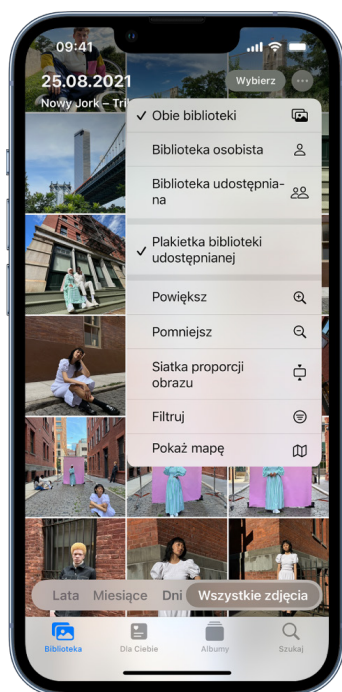 09:41
25.08.2021
Wybierz
Nowy Jork – Tri
Obie biblioteki
Biblioteka osobista
Biblioteka udostępnia-
na
Plakietka biblioteki
udostępnianej
Powiększ
Pomniejsz
Siatka proporcji
obrazu
Filtruj
Pokaż mapę
Lata Miesiące Dni Wszystkie zdjęcia
Biblioteka Dla Ciebie Albumy Szukaj